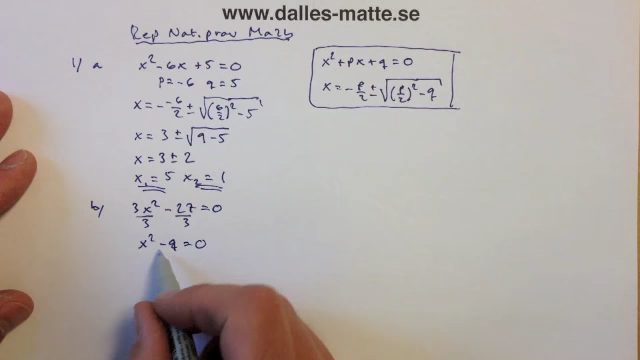 www.dalles-matte.se
Rep Nat.prov Ma2b
1/ a x² - 6x + 5 = 0
p = -6 q = 5
x = - -6/2 ± √((6/2)² - 5)
x = 3 ± √(9 - 5)
x = 3 ± 2
x₁ = 5 x₂ = 1
b/ 3x²/3 - 27/3 = 0
x² - 9 = 0
x² + px + q = 0
x = -p/2 ± √((p/2)² - q)